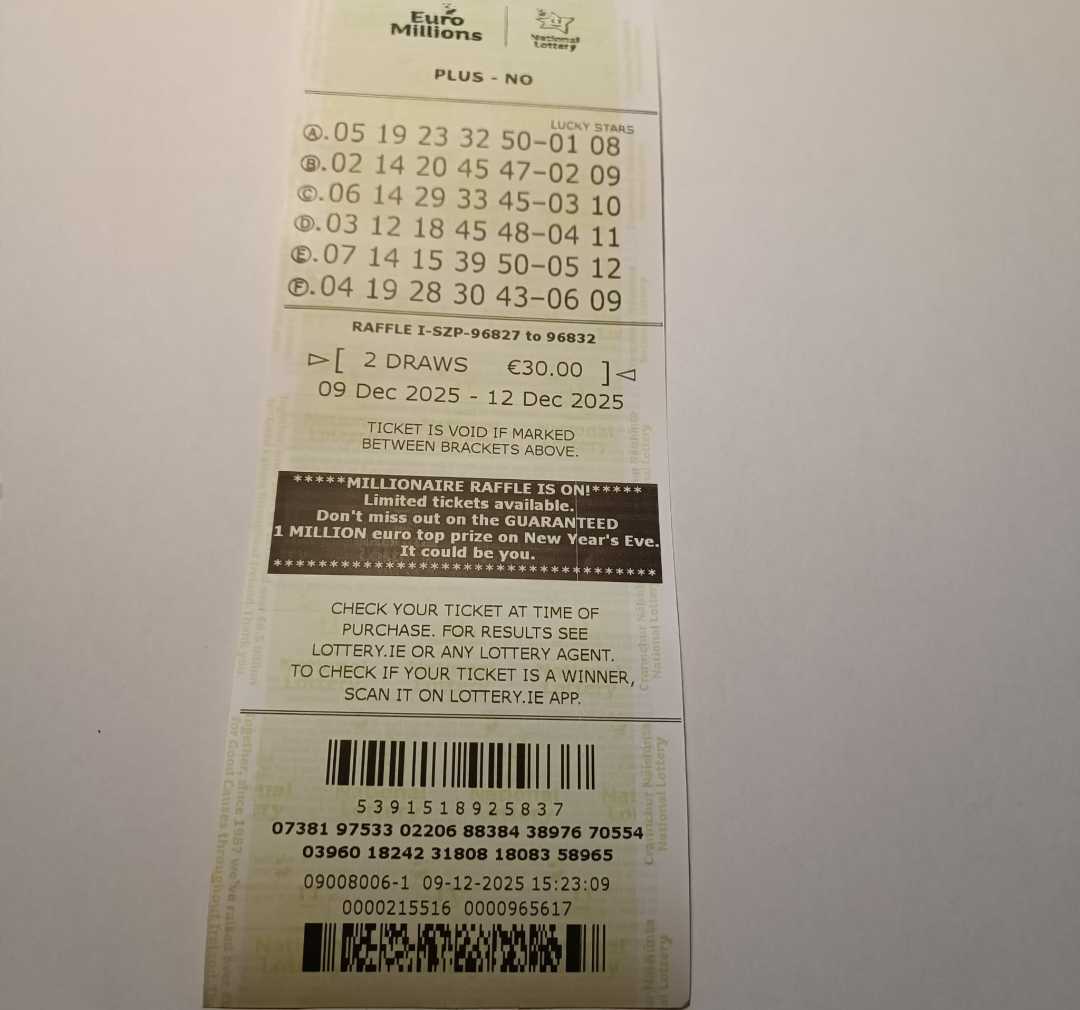 Euro
Millions
National
Lottery
PLUS - NO
LUCKY STARS
Ⓐ.05 19 23 32 50-01 08
Ⓑ.02 14 20 45 47-02 09
Ⓒ.06 14 29 33 45-03 10
Ⓓ.03 12 18 45 48-04 11
Ⓔ.07 14 15 39 50-05 12
Ⓕ.04 19 28 30 43-06 09
RAFFLE I-SZP-96827 to 96832
▷[ 2 DRAWS €30.00 ]◁
09 Dec 2025 - 12 Dec 2025
TICKET IS VOID IF MARKED
BETWEEN BRACKETS ABOVE.
*****MILLIONAIRE RAFFLE IS ON!*****
Limited tickets available.
Don't miss out on the GUARANTEED
1 MILLION euro top prize on New Year's Eve.
It could be you.
***********************************
CHECK YOUR TICKET AT TIME OF
PURCHASE. FOR RESULTS SEE
LOTTERY.IE OR ANY LOTTERY AGENT.
TO CHECK IF YOUR TICKET IS A WINNER,
SCAN IT ON LOTTERY.IE APP.
5391518925837
07381 97533 02206 88384 38976 70554
03960 18242 31808 18083 58965
09008006-1 09-12-2025 15:23:09
0000215516 0000965617